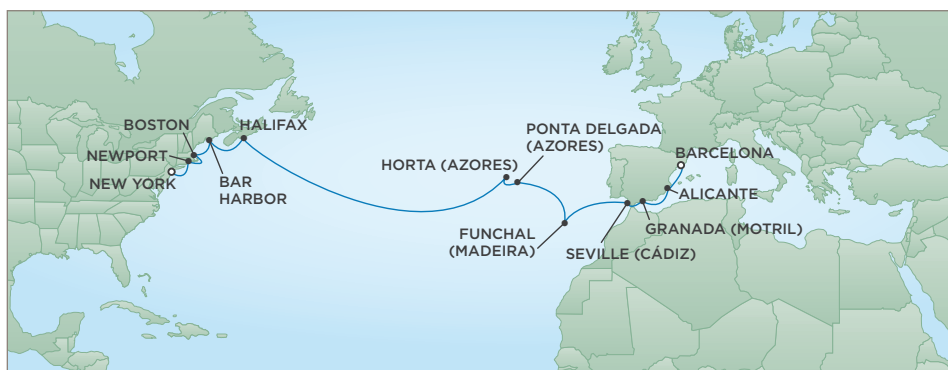 BOSTON
HALIFAX
NEWPORT
NEW YORK
BAR
HARBOR
HORTA (AZORES)
PONTA DELGADA
(AZORES)
BARCELONA
ALICANTE
GRANADA (MOTRIL)
FUNCHAL
(MADEIRA)
SEVILLE (CÁDIZ)